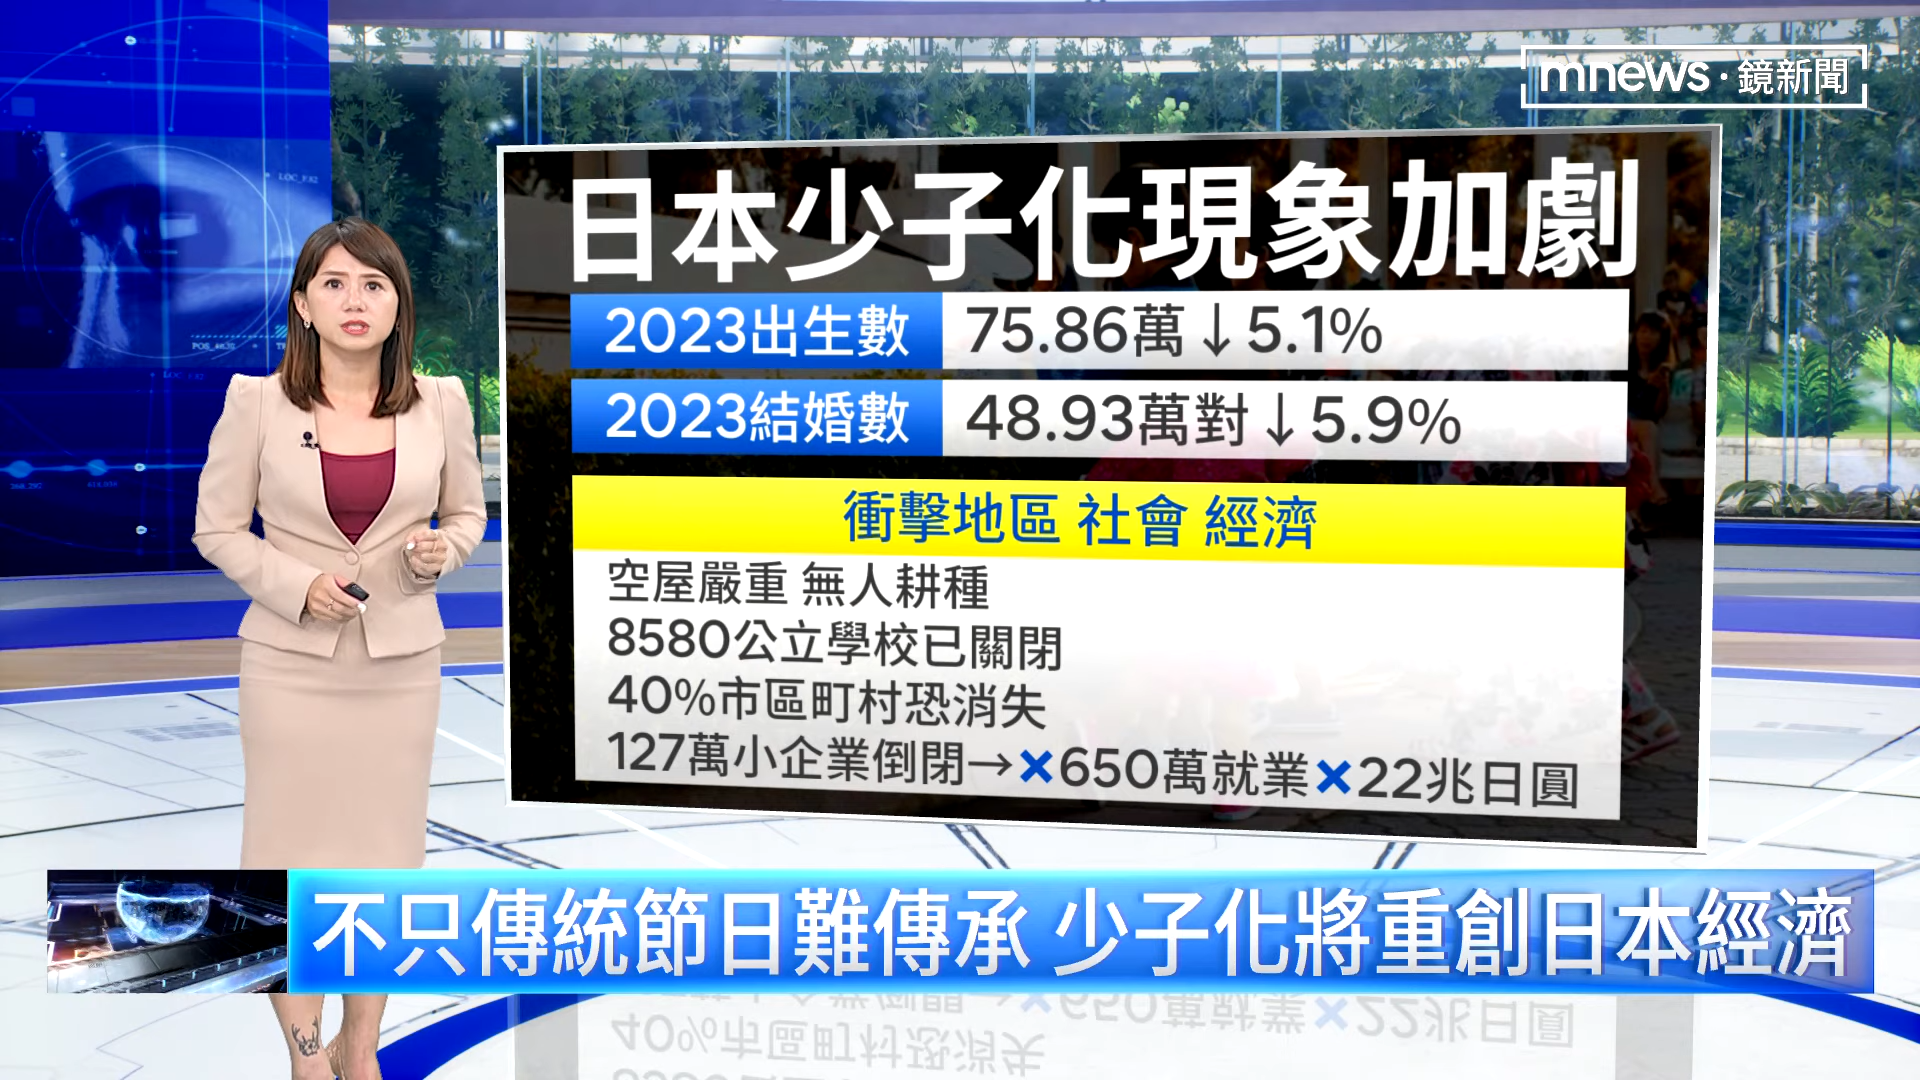 mnews·鏡新聞
日本少子化現象加劇
2023出生數 75.86萬↓5.1%
2023結婚數 48.93萬對↓5.9%
衝擊地區 社會 經濟
空屋嚴重 無人耕種
8580公立學校已關閉
40%市區町村恐消失
127萬小企業倒閉→×650萬就業×22兆日圓
不只傳統節日難傳承 少子化將重創日本經濟